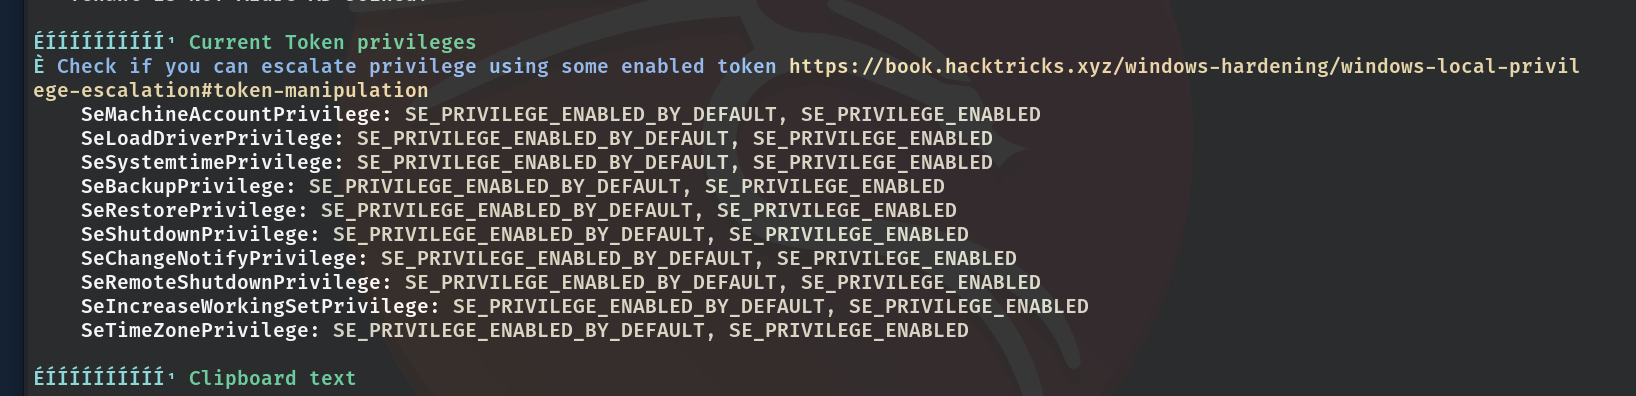 ÉÍÍÍÍÍÍÍÍÍÍ¹ Current Token privileges
È Check if you can escalate privilege using some enabled token https://book.hacktricks.xyz/windows-hardening/windows-local-privil
ege-escalation#token-manipulation
SeMachineAccountPrivilege: SE_PRIVILEGE_ENABLED_BY_DEFAULT, SE_PRIVILEGE_ENABLED
SeLoadDriverPrivilege: SE_PRIVILEGE_ENABLED_BY_DEFAULT, SE_PRIVILEGE_ENABLED
SeSystemtimePrivilege: SE_PRIVILEGE_ENABLED_BY_DEFAULT, SE_PRIVILEGE_ENABLED
SeBackupPrivilege: SE_PRIVILEGE_ENABLED_BY_DEFAULT, SE_PRIVILEGE_ENABLED
SeRestorePrivilege: SE_PRIVILEGE_ENABLED_BY_DEFAULT, SE_PRIVILEGE_ENABLED
SeShutdownPrivilege: SE_PRIVILEGE_ENABLED_BY_DEFAULT, SE_PRIVILEGE_ENABLED
SeChangeNotifyPrivilege: SE_PRIVILEGE_ENABLED_BY_DEFAULT, SE_PRIVILEGE_ENABLED
SeRemoteShutdownPrivilege: SE_PRIVILEGE_ENABLED_BY_DEFAULT, SE_PRIVILEGE_ENABLED
SeIncreaseWorkingSetPrivilege: SE_PRIVILEGE_ENABLED_BY_DEFAULT, SE_PRIVILEGE_ENABLED
SeTimeZonePrivilege: SE_PRIVILEGE_ENABLED_BY_DEFAULT, SE_PRIVILEGE_ENABLED
ÉÍÍÍÍÍÍÍÍÍÍ¹ Clipboard text